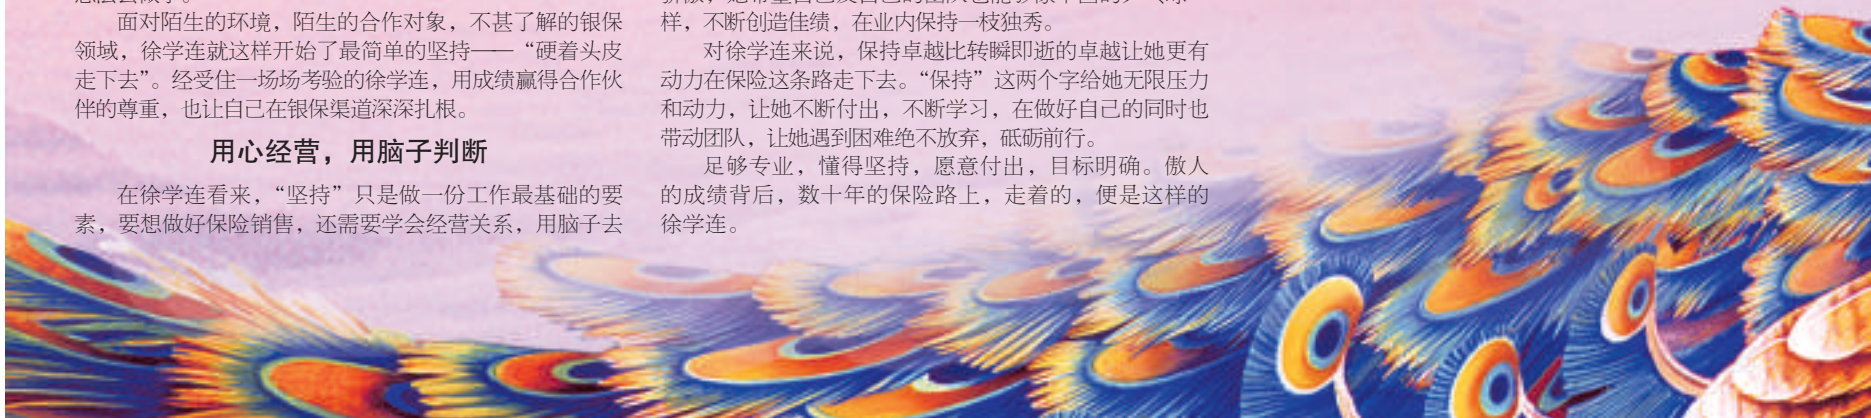 面对陌生的环境，陌生的合作对象，不甚了解的银保
领域，徐学连就这样开始了最简单的坚持——“硬着头皮
走下去”。经受住一场场考验的徐学连，用成绩赢得合作伙
伴的尊重，也让自己在银保渠道深深扎根。
用心经营，用脑子判断
在徐学连看来，“坚持”只是做一份工作最基础的要
素，要想做好保险销售，还需要学会经营关系，用脑子去
样，不断创造佳绩，在业内保持一枝独秀。
对徐学连来说，保持卓越比转瞬即逝的卓越让她更有
动力在保险这条路走下去。“保持”这两个字给她无限压力
和动力，让她不断付出，不断学习，在做好自己的同时也
带动团队，让她遇到困难绝不放弃，砥砺前行。
足够专业，懂得坚持，愿意付出，目标明确。傲人
的成绩背后，数十年的保险路上，走着的，便是这样的
徐学连。